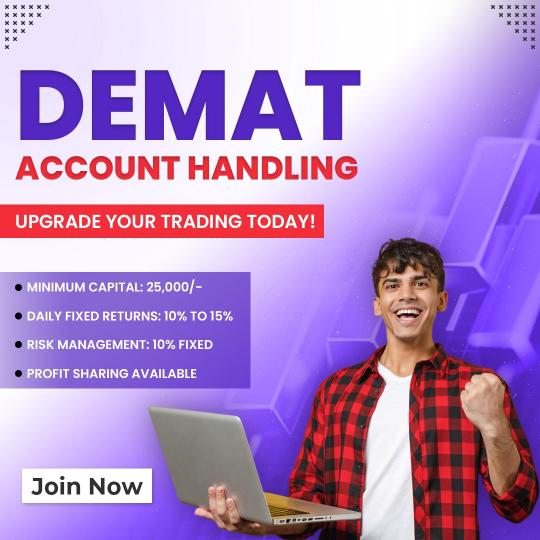 DEMAT
ACCOUNT HANDLING
UPGRADE YOUR TRADING TODAY!
MINIMUM CAPITAL: 25,000/-
DAILY FIXED RETURNS: 10% TO 15%
RISK MANAGEMENT: 10% FIXED
PROFIT SHARING AVAILABLE
Join Now